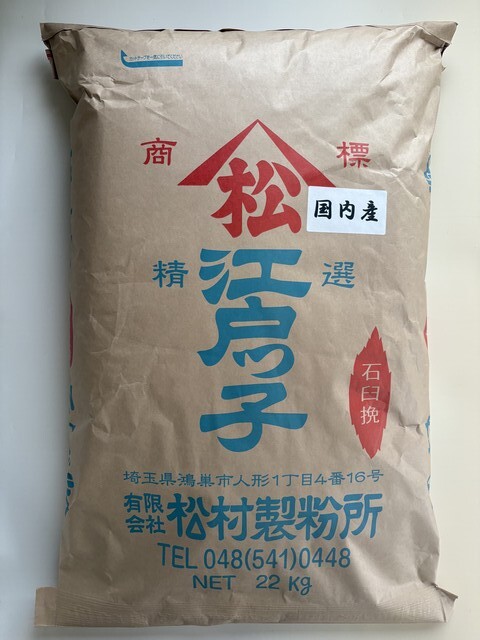 商 標
松
国内産
精 選
江戸ッ子
石臼挽
埼玉県鴻巣市人形1丁目4番16号
有限会社 松村製粉所
TEL 048(541)0448
NET 22 Kg